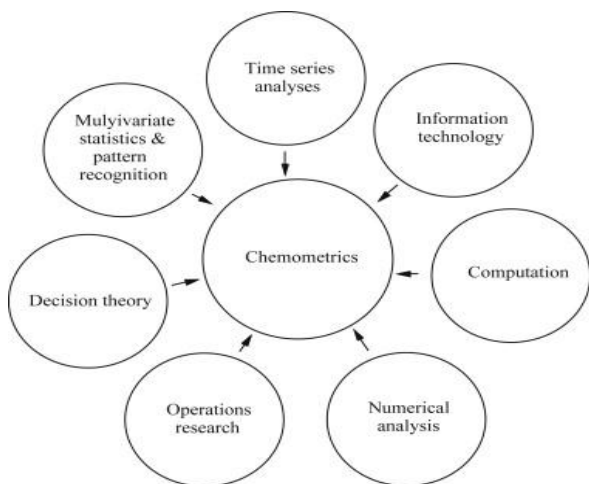 Time series
analyses
Mulyivariate
statistics &
pattern
recognition
Information
technology
Chemometrics
Computation
Decision theory
Operations
research
Numerical
analysis